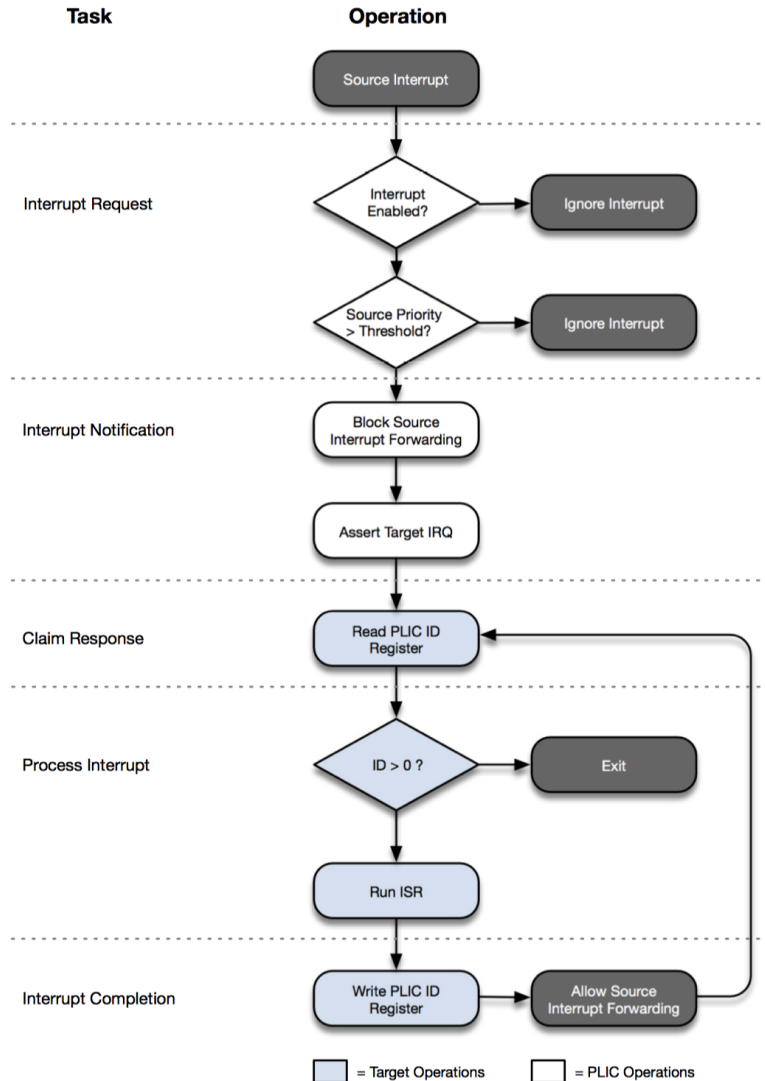 Task
Operation
Source Interrupt
Interrupt Request
Interrupt
Enabled?
Ignore Interrupt
Source Priority
> Threshold?
Ignore Interrupt
Interrupt Notification
Block Source
Interrupt Forwarding
Assert Target IRQ
Claim Response
Read PLIC ID
Register
Process Interrupt
ID > 0 ?
Exit
Run ISR
Interrupt Completion
Write PLIC ID
Register
Allow Source
Interrupt Forwarding
= Target Operations
= PLIC Operations